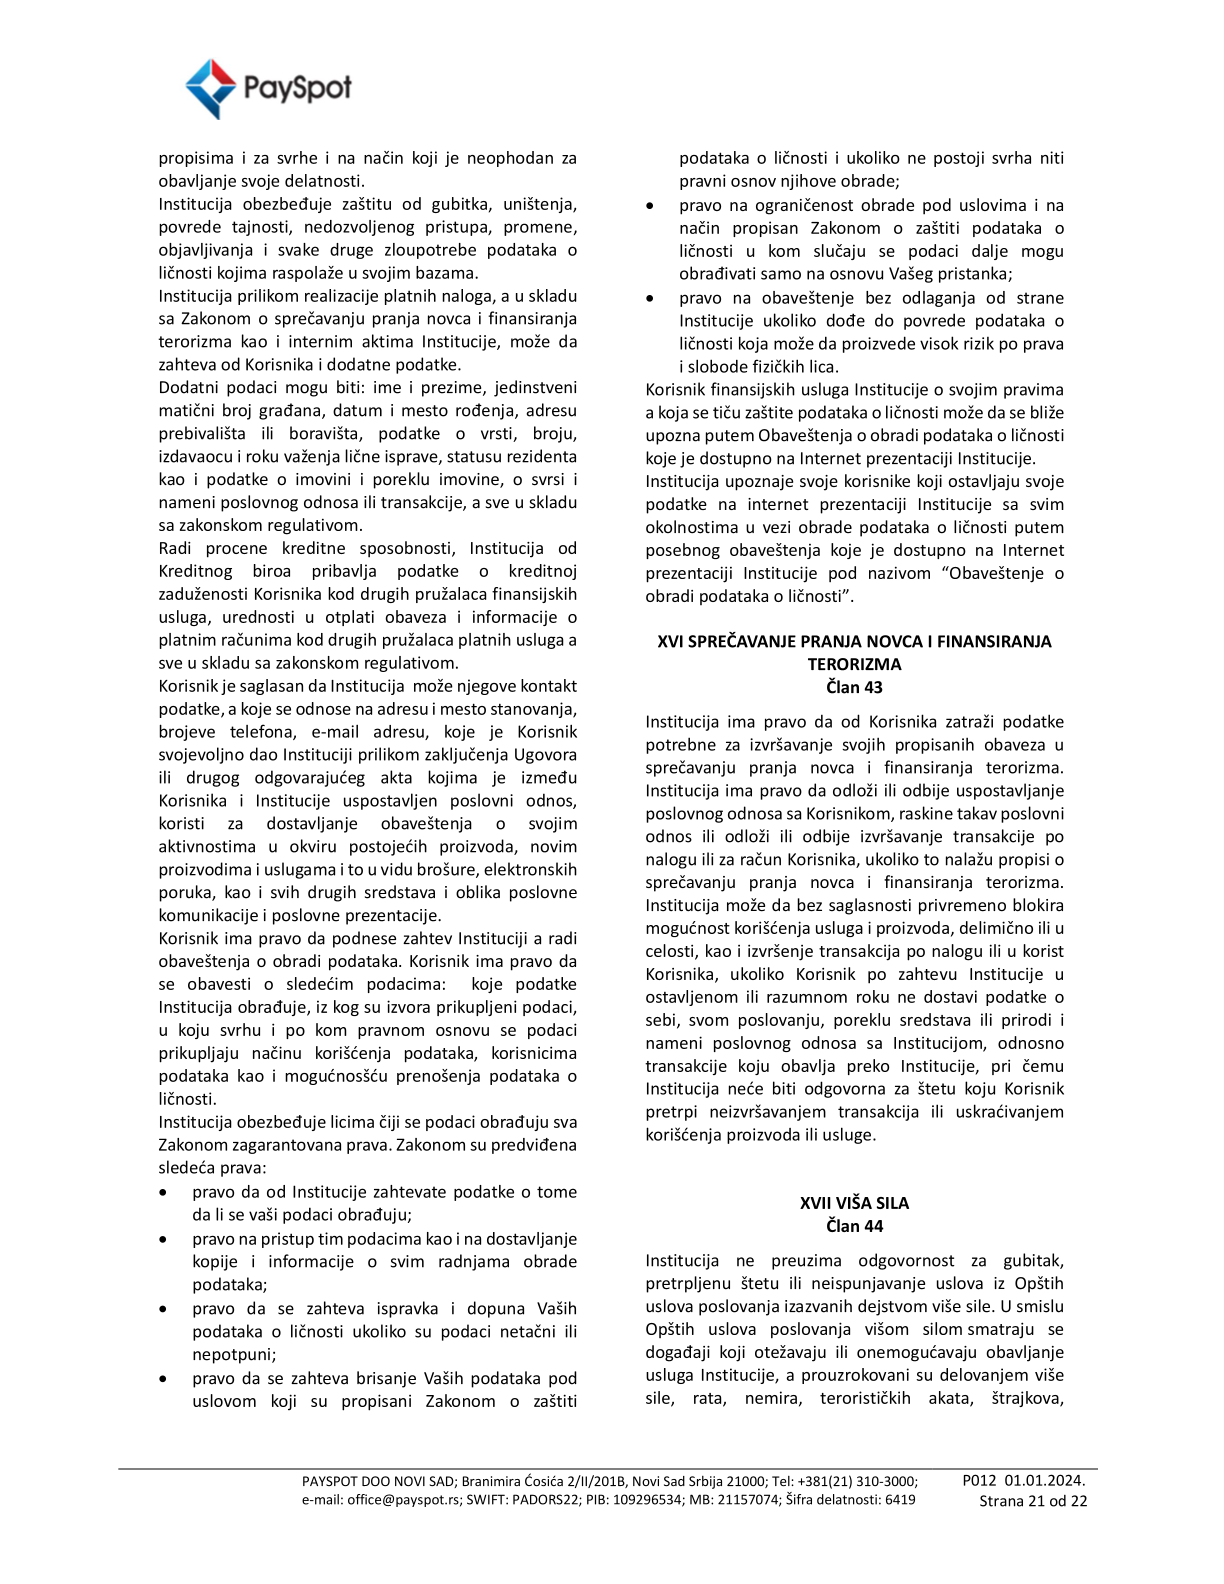 PaySpot
propisima i za svrhe i na način koji je neophodan za
obavljanje svoje delatnosti.
Institucija obezbeđuje zaštitu od gubitka, uništenja,
povrede tajnosti, nedozvoljenog pristupa, promene,
objavljivanja i svake druge zloupotrebe podataka o
ličnosti kojima raspolaže u svojim bazama.
Institucija prilikom realizacije platnih naloga, a u skladu
sa Zakonom o sprečavanju pranja novca i finansiranja
terorizma kao i internim aktima Institucije, može da
zahteva od Korisnika i dodatne podatke.
Dodatni podaci mogu biti: ime i prezime, jedinstveni
matični broj građana, datum i mesto rođenja, adresu
prebivališta ili boravišta, podatke o vrsti, broju,
izdavaocu i roku važenja lične isprave, statusu rezidenta
kao i podatke o imovini i poreklu imovine, o svrsi i
nameni poslovnog odnosa ili transakcije, a sve u skladu
sa zakonskom regulativom.
Radi procene kreditne sposobnosti, Institucija od
Kreditnog biroa pribavlja podatke o kreditnoj
zaduženosti Korisnika kod drugih pružalaca finansijskih
usluga, urednosti u otplati obaveza i informacije o
platnim računima kod drugih pružalaca platnih usluga a
sve u skladu sa zakonskom regulativom.
Korisnik je saglasan da Institucija može njegove kontakt
podatke, a koje se odnose na adresu i mesto stanovanja,
brojeve telefona, e-mail adresu, koje je Korisnik
svojevoljno dao Instituciji prilikom zaključenja Ugovora
ili drugog odgovarajućeg akta kojima je između
Korisnika i Institucije uspostavljen poslovni odnos,
koristi za dostavljanje obaveštenja o svojim
aktivnostima u okviru postojećih proizvoda, novim
proizvodima i uslugama i to u vidu brošure, elektronskih
poruka, kao i svih drugih sredstava i oblika poslovne
komunikacije i poslovne prezentacije.
Korisnik ima pravo da podnese zahtev Instituciji a radi
obaveštenja o obradi podataka. Korisnik ima pravo da
se obavesti o sledećim podacima: koje podatke
Institucija obrađuje, iz kog su izvora prikupljeni podaci,
u koju svrhu i po kom pravnom osnovu se podaci
prikupljaju načinu korišćenja podataka, korisnicima
podataka kao i mogućnosšću prenošenja podataka o
ličnosti.
Institucija obezbeđuje licima čiji se podaci obrađuju sva
Zakonom zagarantovana prava. Zakonom su predviđena
sledeća prava:
• pravo da od Institucije zahtevate podatke o tome
da li se vaši podaci obrađuju;
• pravo na pristup tim podacima kao i na dostavljanje
kopije i informacije o svim radnjama obrade
podataka;
• pravo da se zahteva ispravka i dopuna Vaših
podataka o ličnosti ukoliko su podaci netačni ili
nepotpuni;
• pravo da se zahteva brisanje Vaših podataka pod
uslovom koji su propisani Zakonom o zaštiti
podataka o ličnosti i ukoliko ne postoji svrha niti
pravni osnov njihove obrade;
• pravo na ograničenost obrade pod uslovima i na
način propisan Zakonom o zaštiti podataka o
ličnosti u kom slučaju se podaci dalje mogu
obrađivati samo na osnovu Vašeg pristanka;
• pravo na obaveštenje bez odlaganja od strane
Institucije ukoliko dođe do povrede podataka o
ličnosti koja može da proizvede visok rizik po prava
i slobode fizičkih lica.
Korisnik finansijskih usluga Institucije o svojim pravima
a koja se tiču zaštite podataka o ličnosti može da se bliže
upozna putem Obaveštenja o obradi podataka o ličnosti
koje je dostupno na Internet prezentaciji Institucije.
Institucija upoznaje svoje korisnike koji ostavljaju svoje
podatke na internet prezentaciji Institucije sa svim
okolnostima u vezi obrade podataka o ličnosti putem
posebnog obaveštenja koje je dostupno na Internet
prezentaciji Institucije pod nazivom “Obaveštenje o
obradi podataka o ličnosti”.
XVI SPREČAVANJE PRANJA NOVCA I FINANSIRANJA
TERORIZMA
Član 43
Institucija ima pravo da od Korisnika zatraži podatke
potrebne za izvršavanje svojih propisanih obaveza u
sprečavanju pranja novca i finansiranja terorizma.
Institucija ima pravo da odloži ili odbije uspostavljanje
poslovnog odnosa sa Korisnikom, raskine takav poslovni
odnos ili odloži ili odbije izvršavanje transakcije po
nalogu ili za račun Korisnika, ukoliko to nalažu propisi o
sprečavanju pranja novca i finansiranja terorizma.
Institucija može da bez saglasnosti privremeno blokira
mogućnost korišćenja usluga i proizvoda, delimično ili u
celosti, kao i izvršenje transakcija po nalogu ili u korist
Korisnika, ukoliko Korisnik po zahtevu Institucije u
ostavljenom ili razumnom roku ne dostavi podatke o
sebi, svom poslovanju, poreklu sredstava ili prirodi i
nameni poslovnog odnosa sa Institucijom, odnosno
transakcije koju obavlja preko Institucije, pri čemu
Institucija neće biti odgovorna za štetu koju Korisnik
pretrpi neizvršavanjem transakcija ili uskraćivanjem
korišćenja proizvoda ili usluge.
XVII VIŠA SILA
Član 44
Institucija ne preuzima odgovornost za gubitak,
pretrpljenu štetu ili neispunjavanje uslova iz Opštih
uslova poslovanja izazvanih dejstvom više sile. U smislu
Opštih uslova poslovanja višom silom smatraju se
događaji koji otežavaju ili onemogućavaju obavljanje
usluga Institucije, a prouzrokovani su delovanjem više
sile, rata, nemira, terorističkih akata, štrajkova,
PAYSPOT DOO NOVI SAD; Branimira Ćosića 2/II/201B, Novi Sad Srbija 21000; Tel: +381(21) 310-3000;
e-mail: office@payspot.rs; SWIFT: PADORS22; PIB: 109296534; MB: 21157074; Šifra delatnosti: 6419
P012 01.01.2024.
Strana 21 od 22